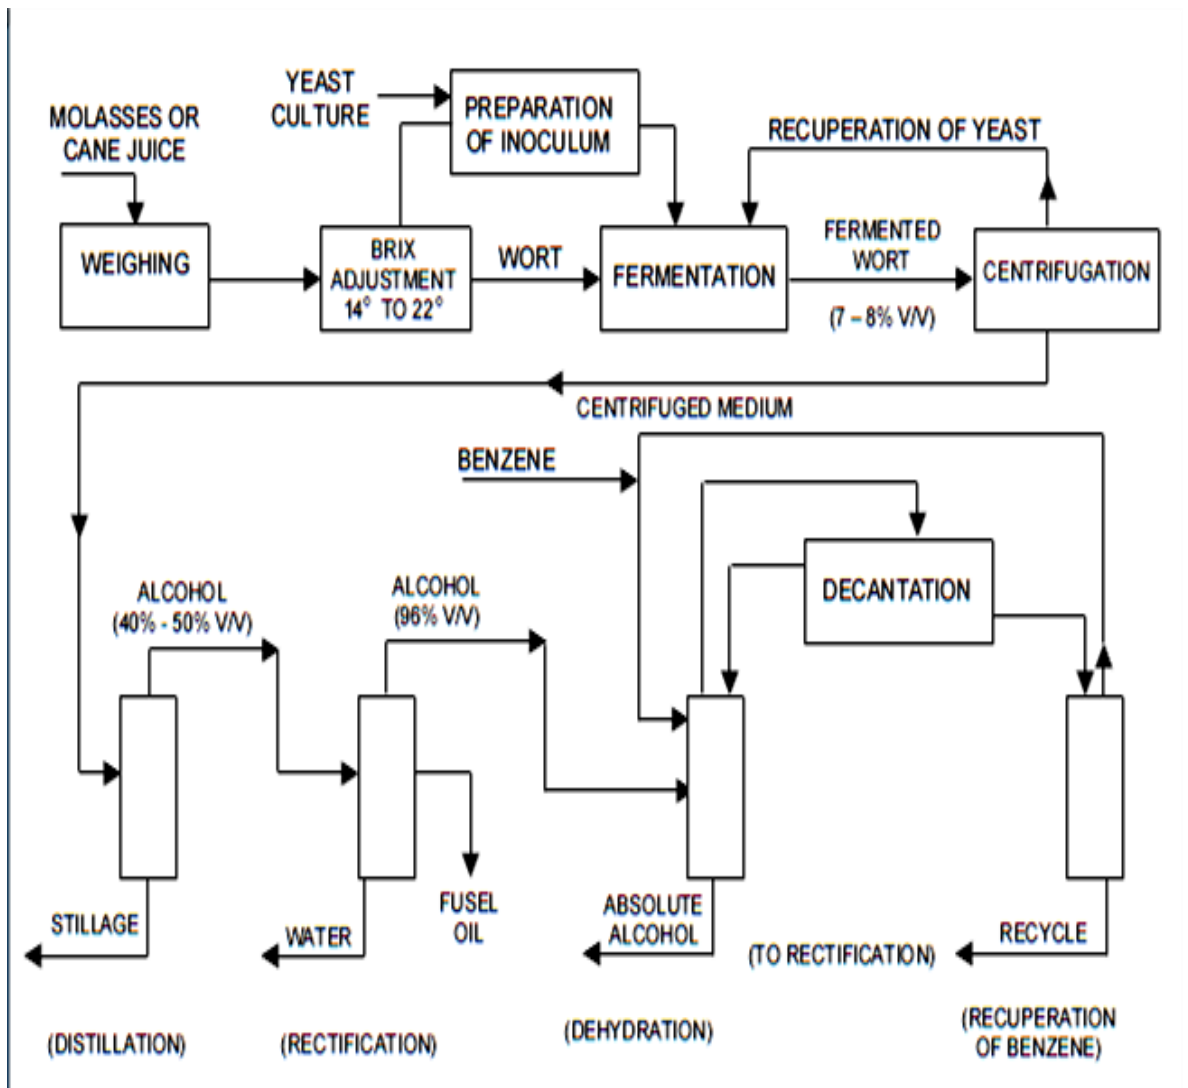 YEAST
CULTURE
PREPARATION
OF INOCULUM
MOLASSES OR
CANE JUICE
RECUPERATION OF YEAST
WEIGHING
BRIX
ADJUSTMENT
14° TO 22°
WORT
FERMENTATION
FERMENTED
WORT
(7 – 8% V/V)
CENTRIFUGATION
CENTRIFUGED MEDIUM
BENZENE
DECANTATION
ALCOHOL
(40% - 50% V/V)
ALCOHOL
(96% V/V)
STILLAGE
WATER
FUSEL
OIL
ABSOLUTE
ALCOHOL
(TO RECTIFICATION)
RECYCLE
(DISTILLATION)
(RECTIFICATION)
(DEHYDRATION)
(RECUPERATION
OF BENZENE)